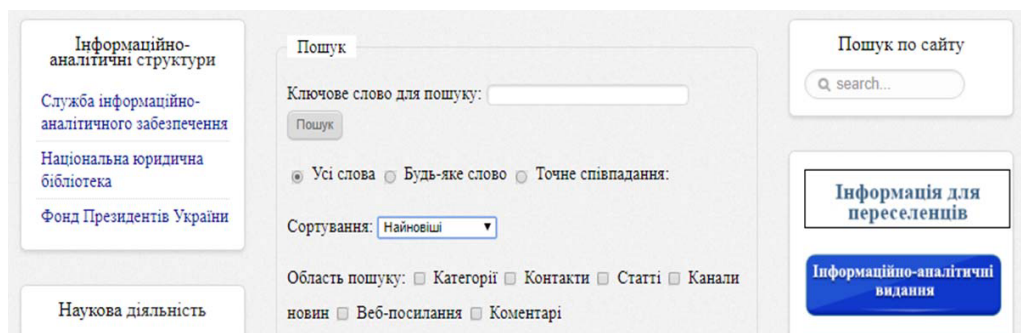 Інформаційно-
аналітичні структури
Служба інформаційно-
аналітичного забезпечення
Національна юридична
бібліотека
Фонд Президентів України
Наукова діяльність
Пошук
Ключове слово для пошуку:
Пошук
Усі слова Будь-яке слово Точне співпадання:
Сортування: Найновіші
Область пошуку: Категорії Контакти Статті Канали
новин Веб-посилання Коментарі
Пошук по сайту
search...
Інформація для
переселенців
Інформаційно-аналітичні
видання